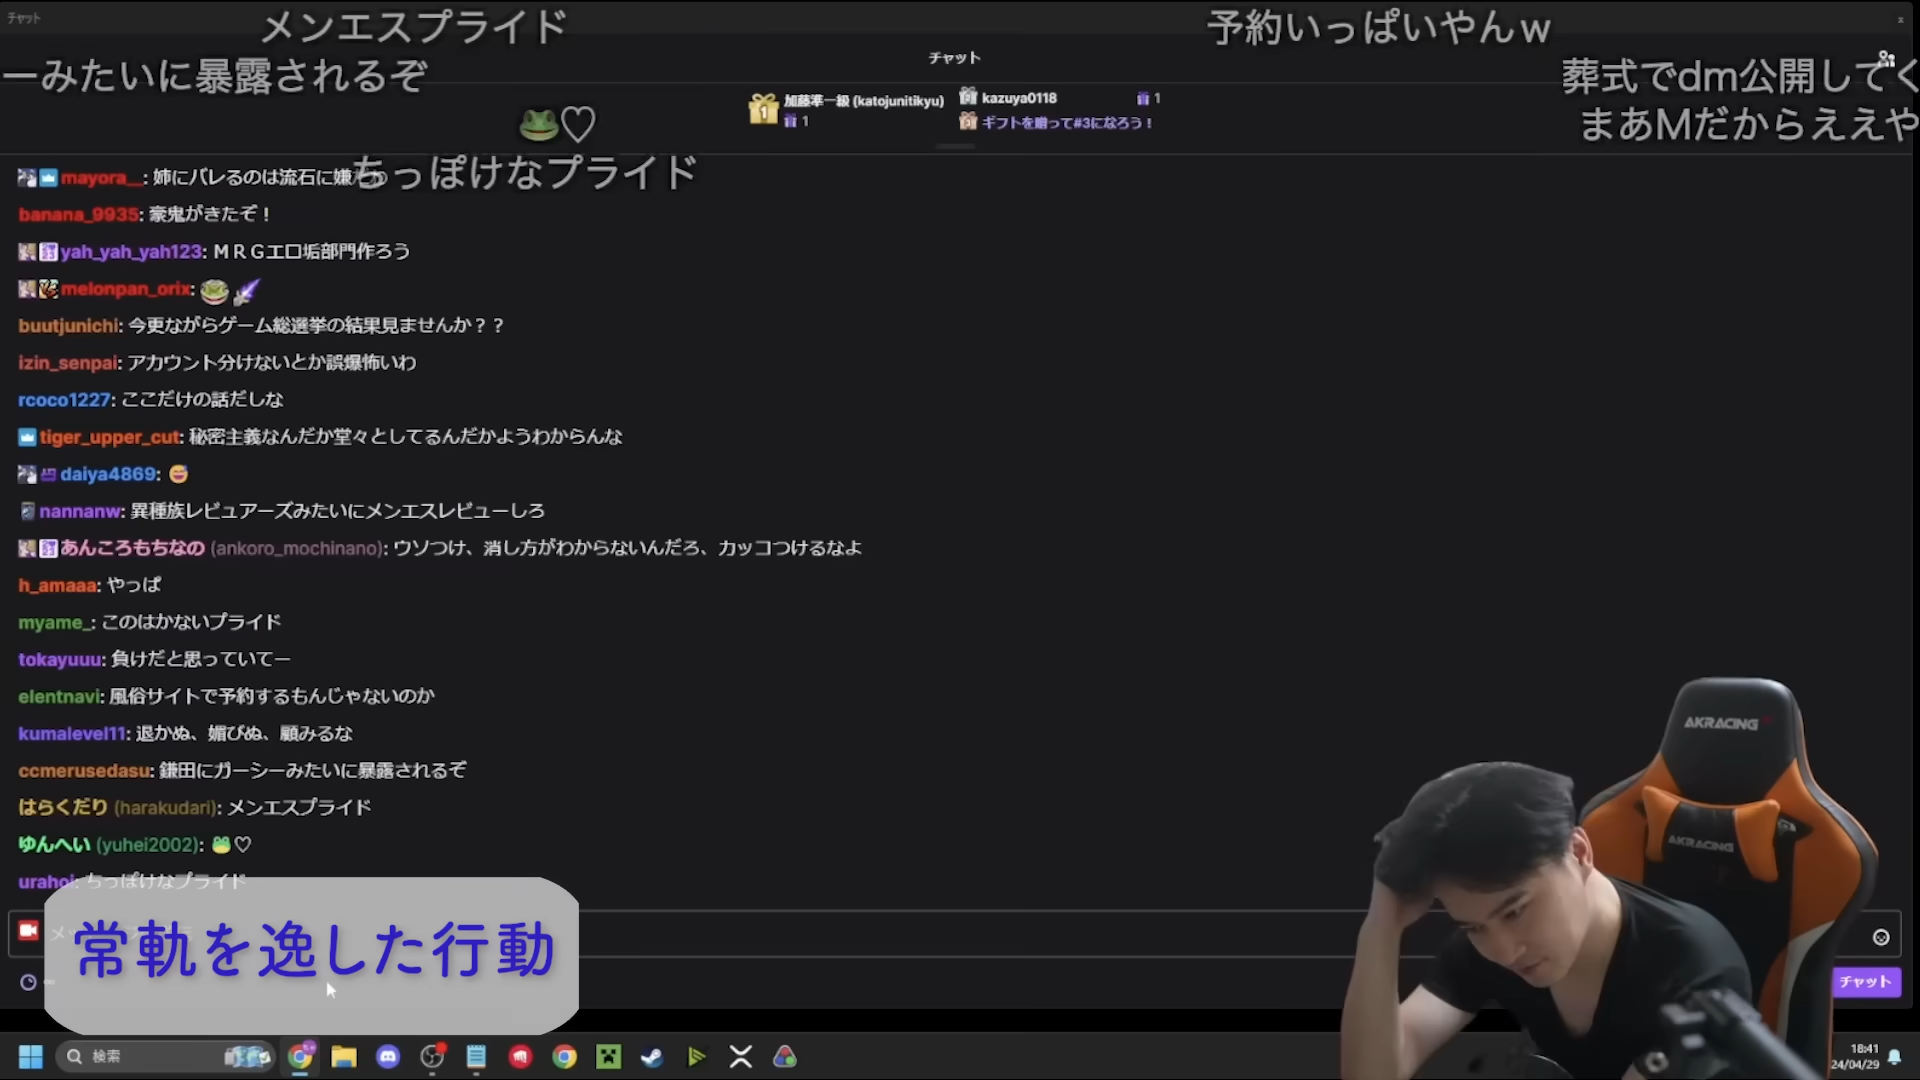 チャット
メンエスプライド
予約いっぱいやんｗ
チャット
ーみたいに暴露されるぞ
葬式でdm公開してく
加藤準一級 (katojunitikyu)
1
kazuya0118
1
ギフトを贈って#3になろう！
まあMだからええや
ちっぽけなプライド
mayora__: 姉にバレるのは流石に嫌
banana_9935: 豪鬼がきたぞ！
yah_yah_yah123: ＭＲＧエロ垢部門作ろう
melonpan_orix:
buutjunichi: 今更ながらゲーム総選挙の結果見ませんか？？
izin_senpai: アカウント分けないとか誤爆怖いわ
rcoco1227: ここだけの話だしな
tiger_upper_cut: 秘密主義なんだか堂々としてるんだかようわからんな
daiya4869: 😅
nannanw: 異種族レビュアーズみたいにメンエスレビューしろ
あんころもちなの (ankoro_mochinano): ウソつけ、消し方がわからないんだろ、カッコつけるなよ
h_amaaa: やっぱ
myame_: このはかないプライド
tokayuuu: 負けだと思っていてー
elentnavi: 風俗サイトで予約するもんじゃないのか
kumalevel11: 退かぬ、媚びぬ、顧みるな
ccmerusedasu: 鎌田にガーシーみたいに暴露されるぞ
はらくだり (harakudari): メンエスプライド
ゆんへい (yuhei2002): 🐸♡
urahoi: ちっぽけなプライド
常軌を逸した行動
チャット
検索
AKRACING
AKRACING
18:41
24/04/29